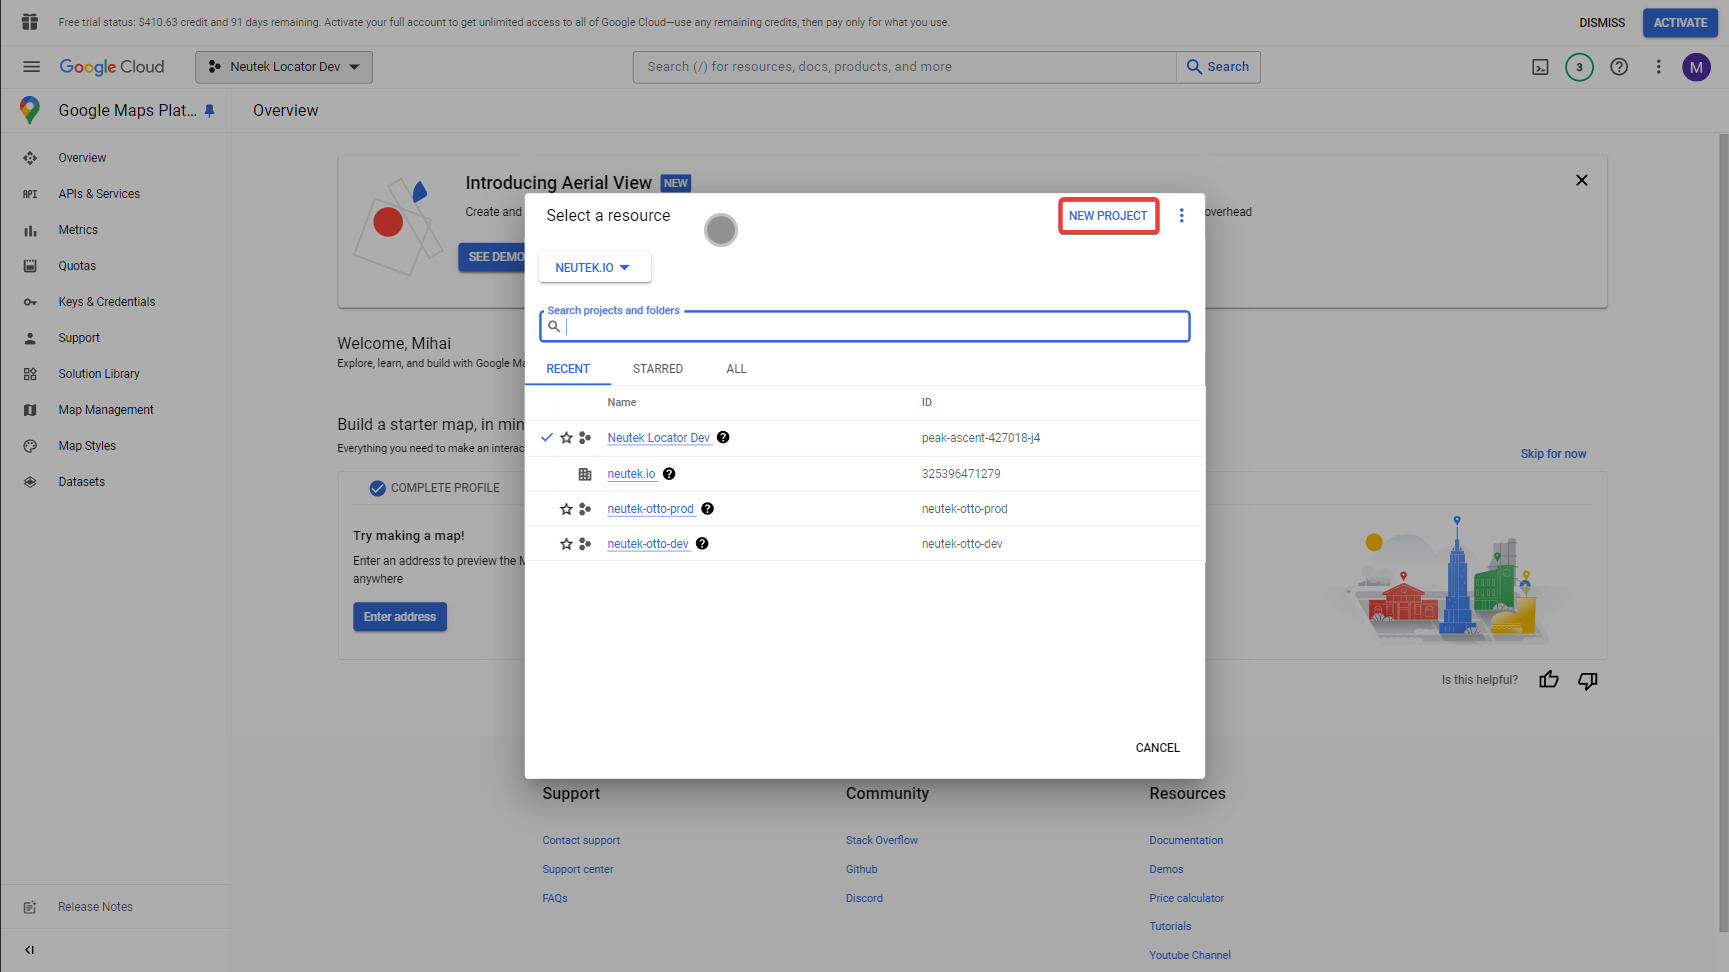 Free trial status: $410.63 credit and 91 days remaining. Activate your full account to get unlimited access to all of Google Cloud—use any remaining credits, then pay only for what you use.
DISMISS
ACTIVATE
Google Cloud
Neutek Locator Dev
Search (/) for resources, docs, products, and more
Search
3
M
Google Maps Plat...
Overview
Overview
API APIs & Services
Metrics
Quotas
Keys & Credentials
Support
Solution Library
Map Management
Map Styles
Datasets
Release Notes
Introducing Aerial View NEW
Create and
overhead
SEE DEMO
Welcome, Mihai
Explore, learn, and build with Google Ma
Build a starter map, in min
Everything you need to make an interac
Skip for now
COMPLETE PROFILE
Try making a map!
Enter an address to preview the M
anywhere
Enter address
Is this helpful?
Select a resource
NEW PROJECT
NEUTEK.IO
Search projects and folders
RECENT
STARRED
ALL
Name
ID
Neutek Locator Dev
peak-ascent-427018-j4
neutek.io
325396471279
neutek-otto-prod
neutek-otto-prod
neutek-otto-dev
neutek-otto-dev
CANCEL
Support
Contact support
Support center
FAQs
Community
Stack Overflow
Github
Discord
Resources
Documentation
Demos
Price calculator
Tutorials
Youtube Channel